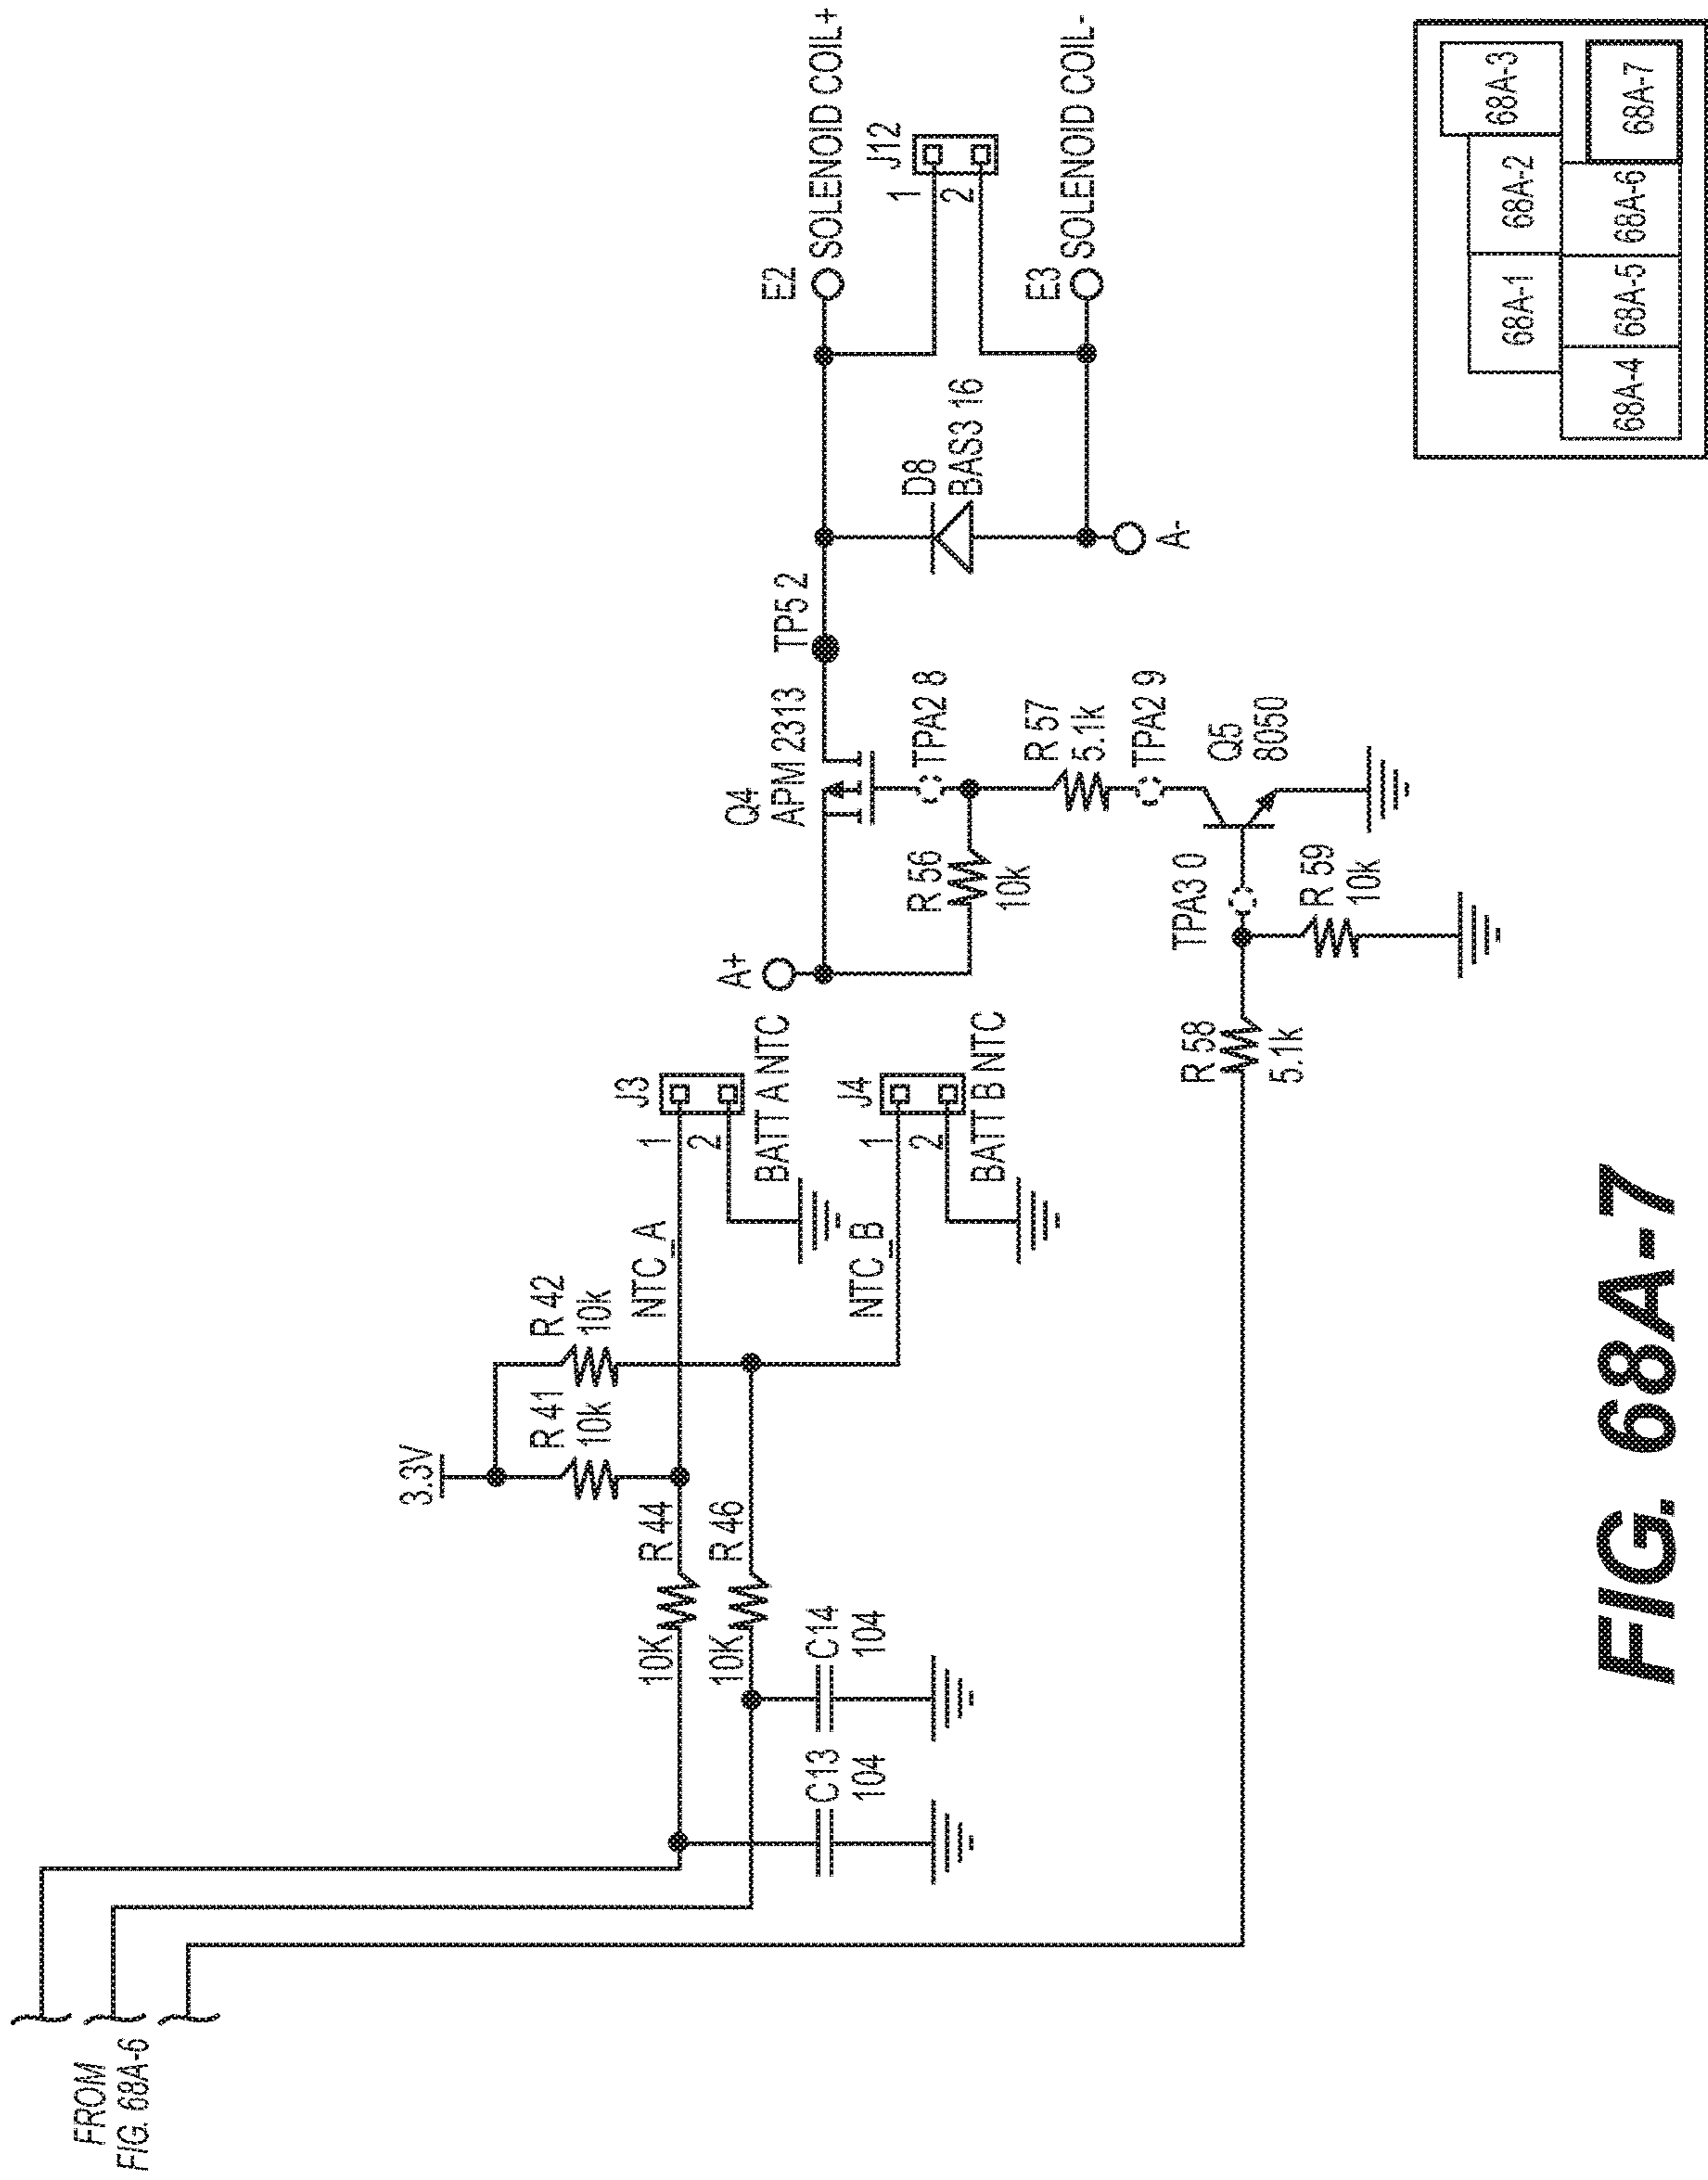 FROM
FIG. 68A-6
3.3V
R 41
10k
R 42
10k
10K
R 44
10K
R 46
C13
104
C14
104
NTC_A
NTC_B
J3
1
2
BATT A NTC
J4
1
2
BATT B NTC
A+
Q4
APM 2313
TP5 2
R 56
10k
TPA2 8
R 57
5.1k
TPA2 9
Q5
8050
TPA3 0
R 58
5.1k
R 59
10k
D8
BAS3 16
A-
E2
SOLENOID COIL+
J12
1
2
E3
SOLENOID COIL-
FIG. 68A-7
68A-1
68A-2
68A-3
68A-4
68A-5
68A-6
68A-7